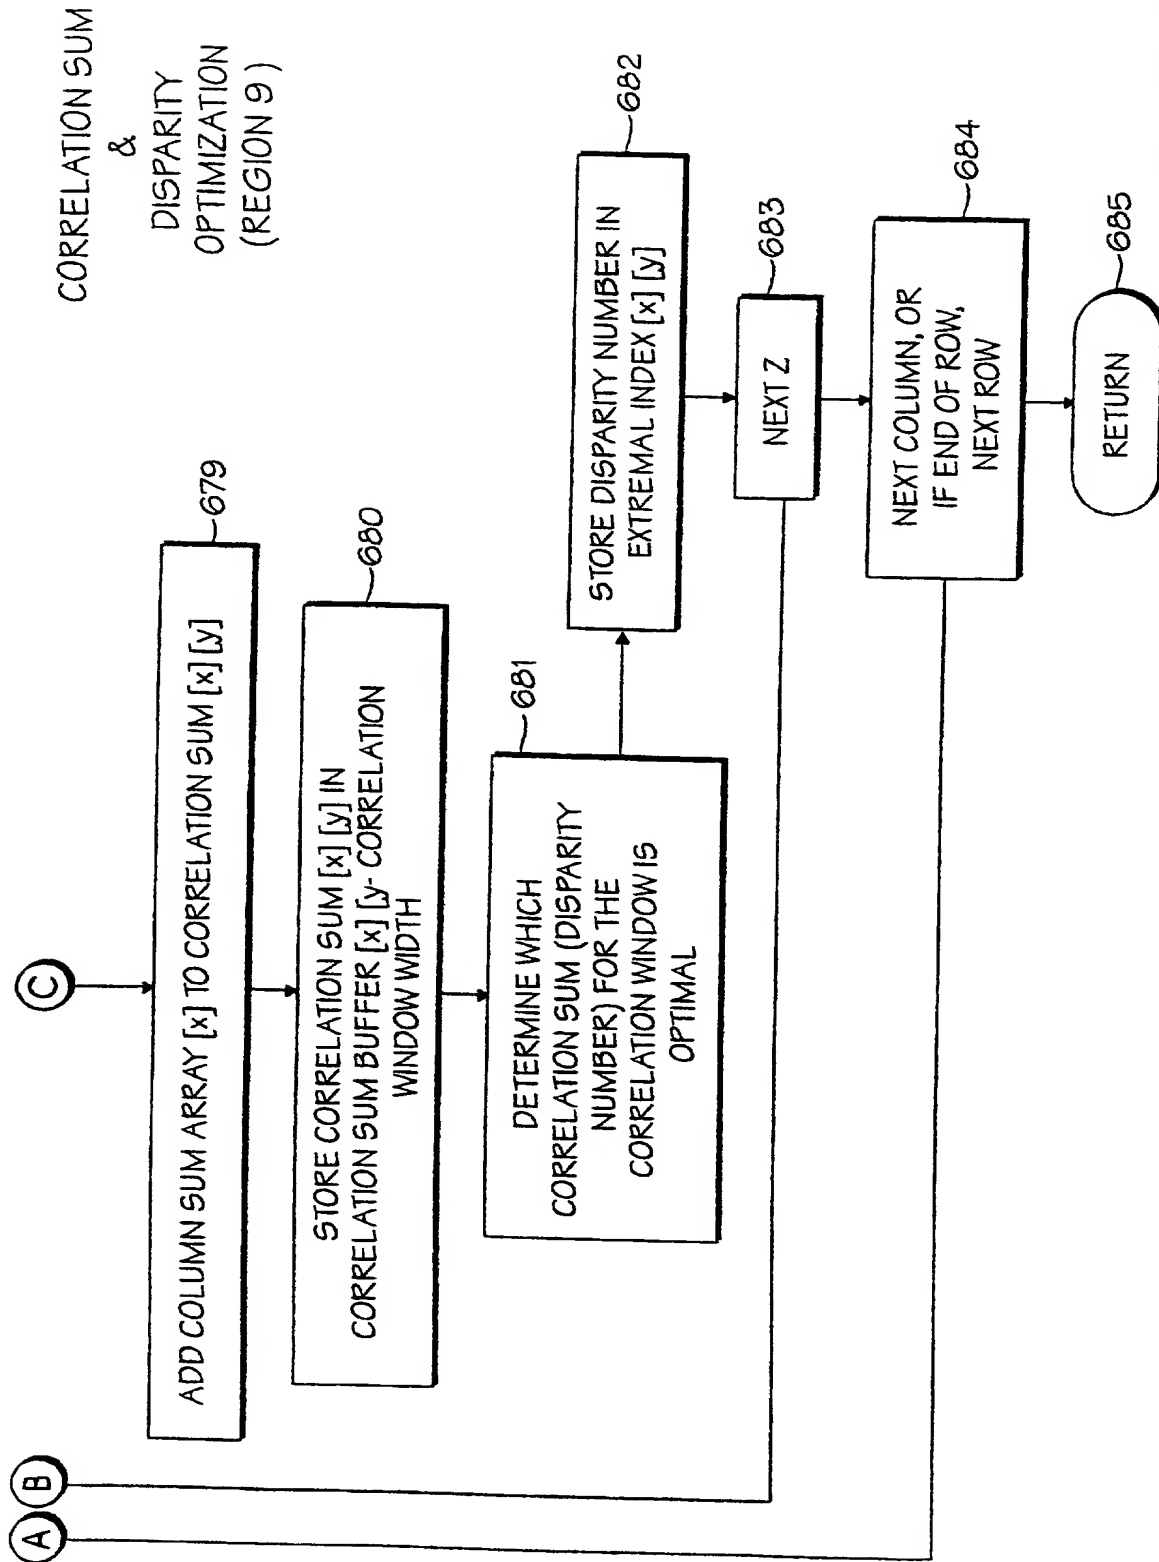 CORRELATION SUM
&
DISPARITY
OPTIMIZATION
(REGION 9)
A
B
C
ADD COLUMN SUM ARRAY [x] TO CORRELATION SUM [x] [y]
679
STORE CORRELATION SUM [x] [y] IN
CORRELATION SUM BUFFER [x] [y- CORRELATION
WINDOW WIDTH
680
DETERMINE WHICH
CORRELATION SUM (DISPARITY
NUMBER) FOR THE
CORRELATION WINDOW IS
OPTIMAL
681
STORE DISPARITY NUMBER IN
EXTREMAL INDEX [x] [y]
682
NEXT Z
683
NEXT COLUMN, OR
IF END OF ROW,
NEXT ROW
684
RETURN
685